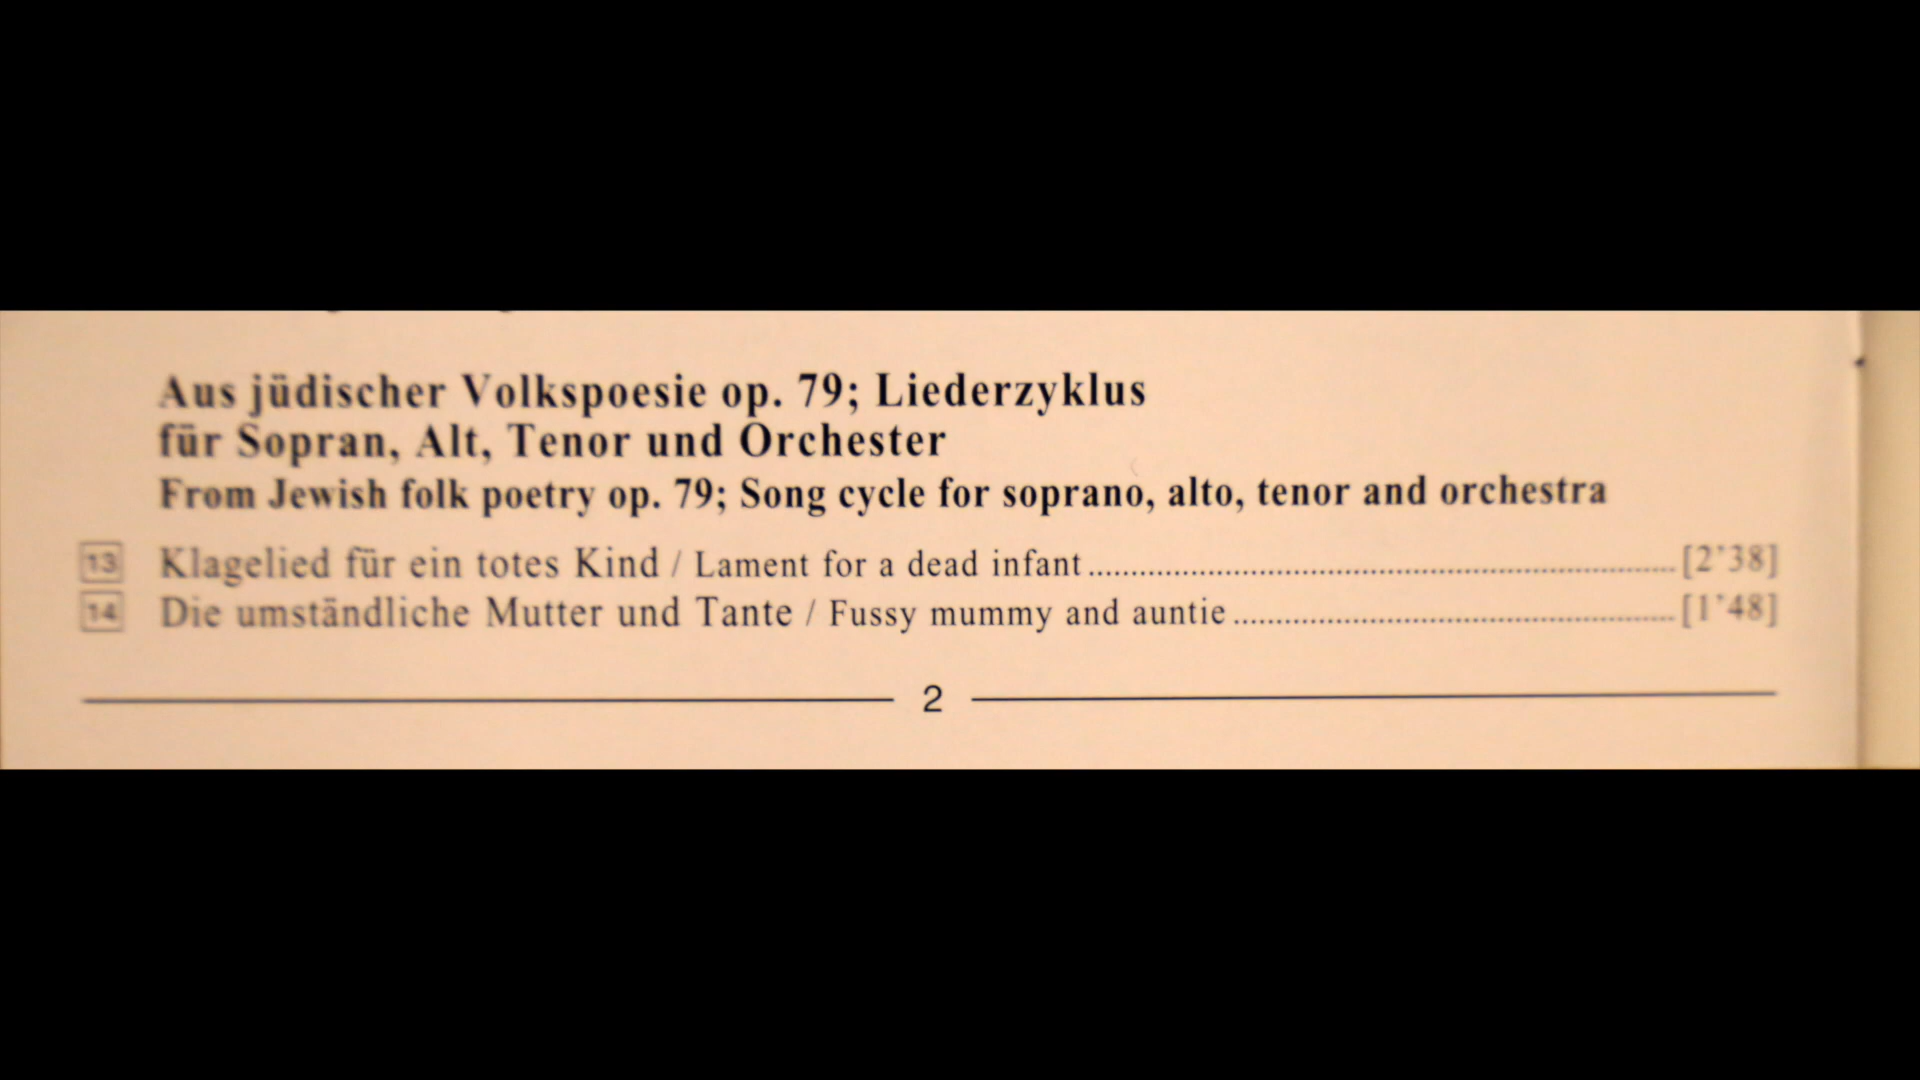 Aus jüdischer Volkspoesie op. 79; Liederzyklus
für Sopran, Alt, Tenor und Orchester
From Jewish folk poetry op. 79; Song cycle for soprano, alto, tenor and orchestra
13 Klagelied für ein totes Kind / Lament for a dead infant [2'38]
14 Die umständliche Mutter und Tante / Fussy mummy and auntie [1'48]
2